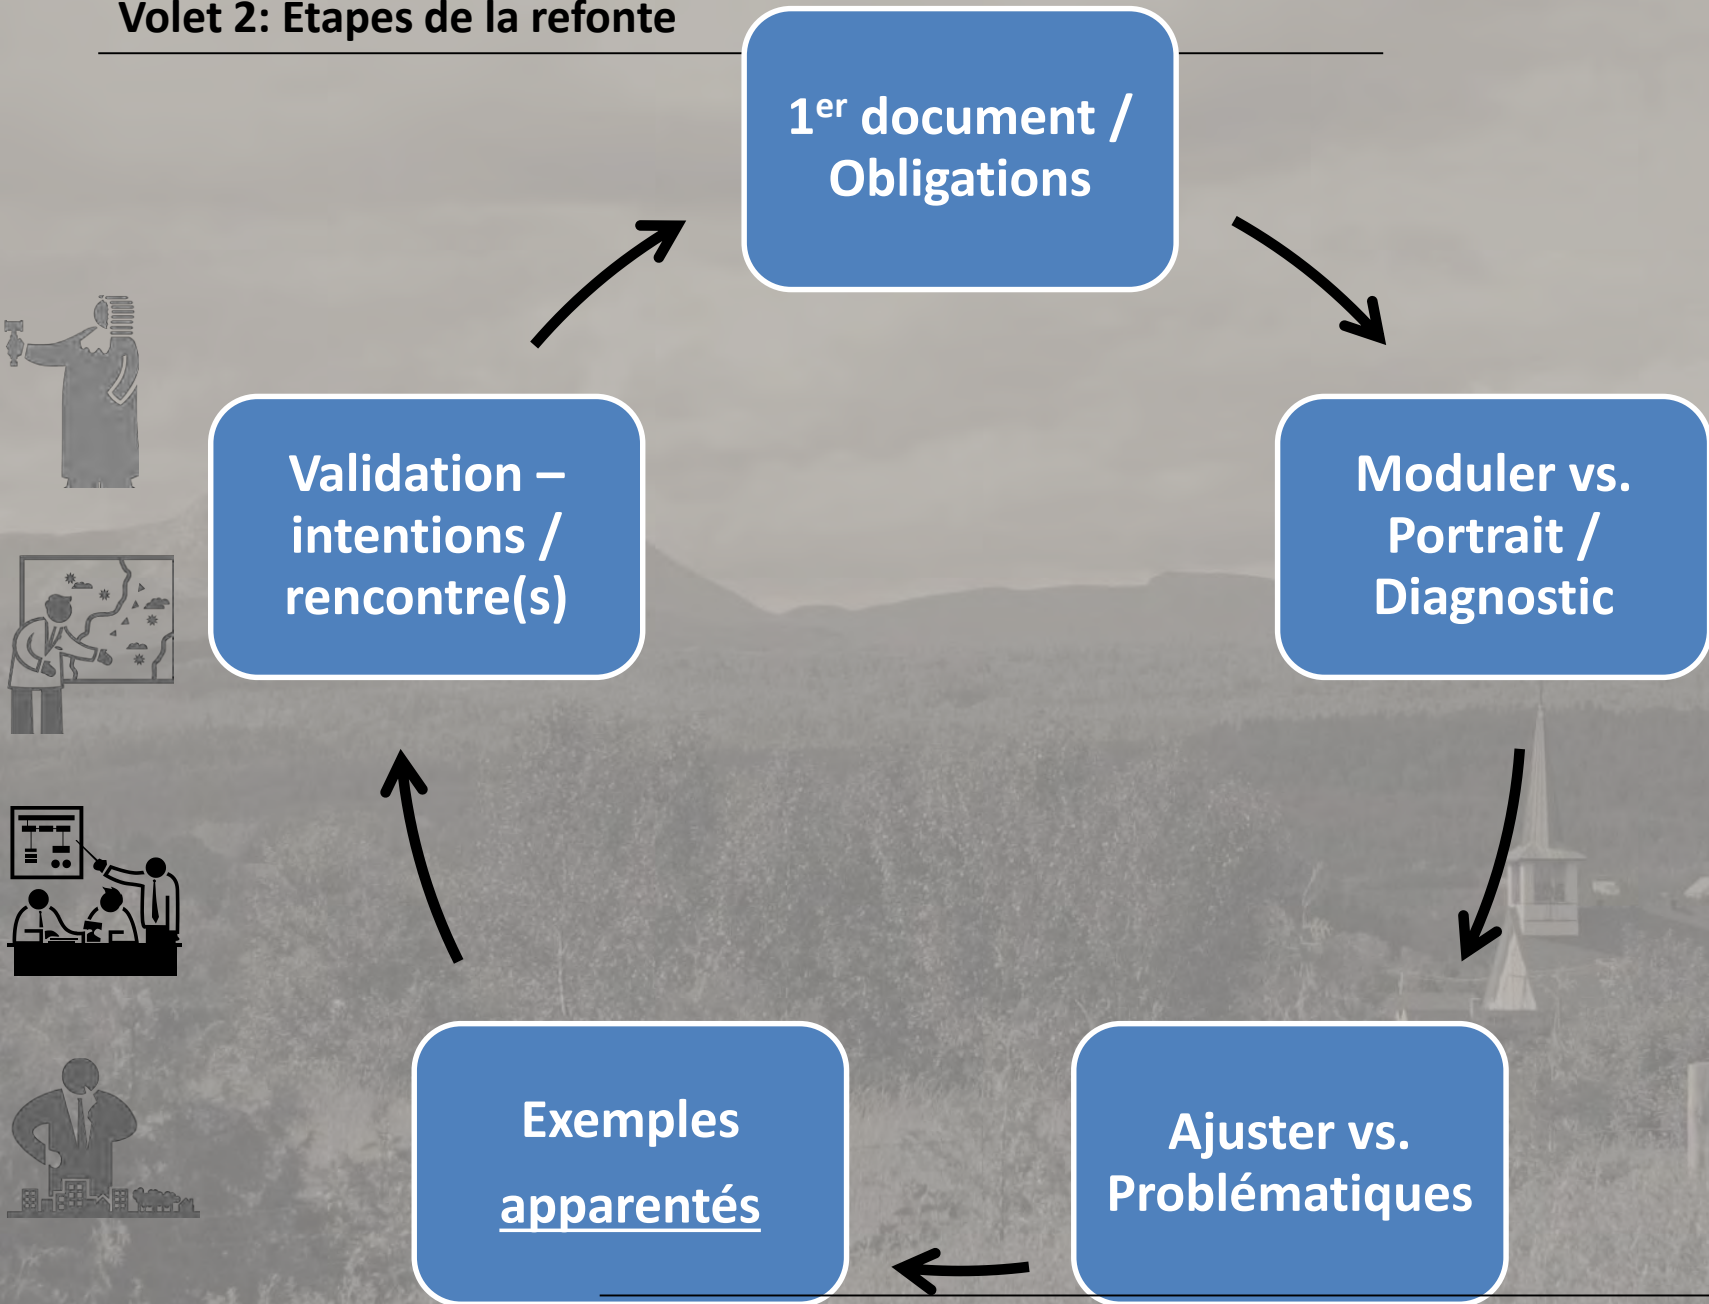 Volet 2: Etapes de la refonte
1er document /
Obligations
Moduler vs.
Portrait /
Diagnostic
Ajuster vs.
Problématiques
Exemples
apparentés
Validation –
intentions /
rencontre(s)